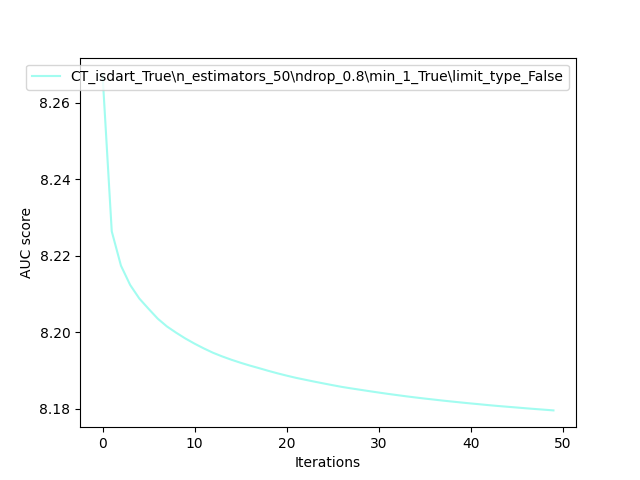 CT_isdart_True\n_estimators_50\ndrop_0.8\min_1_True\limit_type_False
8.26
8.24
8.22
8.20
8.18
AUC score
0 10 20 30 40 50
Iterations